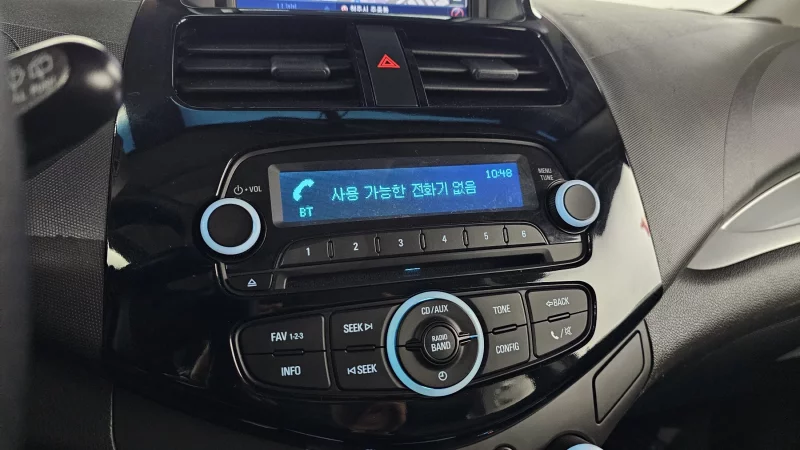 10:48
사용 가능한 전화기 없음
BT
⏻・VOL
MENU
TUNE
1 2 3 4 5 6
CD/AUX
TONE
BACK
FAV 1-2-3
SEEK
RADIO
BAND
INFO
SEEK
CONFIG